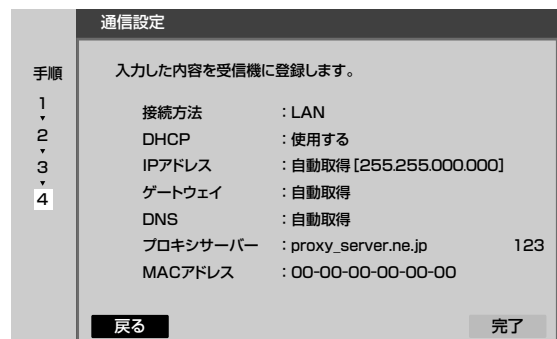 通信設定
手順
1
2
3
4
入力した内容を受信機に登録します。
接続方法 :LAN
DHCP :使用する
IPアドレス :自動取得[255.255.000.000]
ゲートウェイ :自動取得
DNS :自動取得
プロキシサーバー :proxy_server.ne.jp 123
MACアドレス :00-00-00-00-00-00
戻る 完了